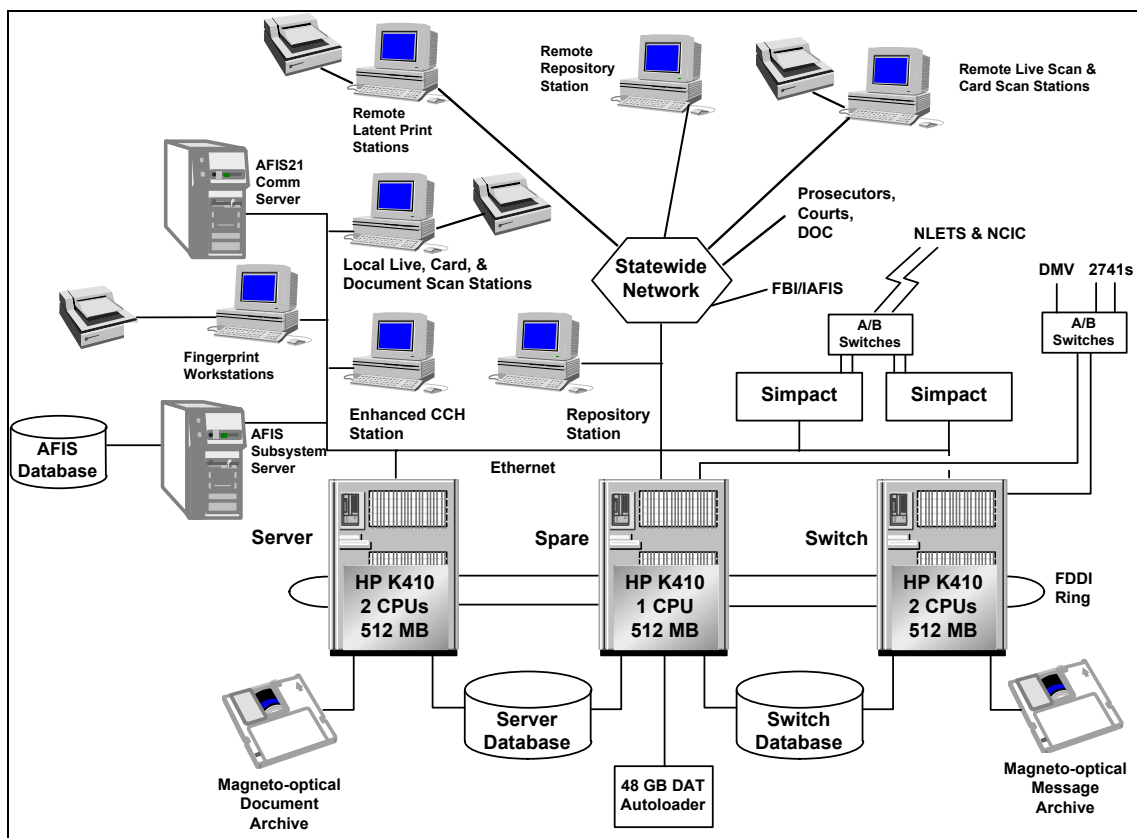 Remote
Latent Print
Stations
Remote
Repository
Station
Remote Live Scan &
Card Scan Stations
AFIS21
Comm
Server
Local Live, Card, &
Document Scan Stations
Statewide
Network
Prosecutors,
Courts,
DOC
FBI/IAFIS
NLETS & NCIC
A/B
Switches
DMV 2741s
A/B
Switches
Fingerprint
Workstations
Simpact
Simpact
Enhanced CCH
Station
Repository
Station
AFIS
Database
AFIS
Subsystem
Server
Ethernet
Server
Spare
Switch
HP K410
2 CPUs
512 MB
HP K410
1 CPU
512 MB
HP K410
2 CPUs
512 MB
FDDI
Ring
Server
Database
Switch
Database
Magneto-optical
Document
Archive
48 GB DAT
Autoloader
Magneto-optical
Message
Archive